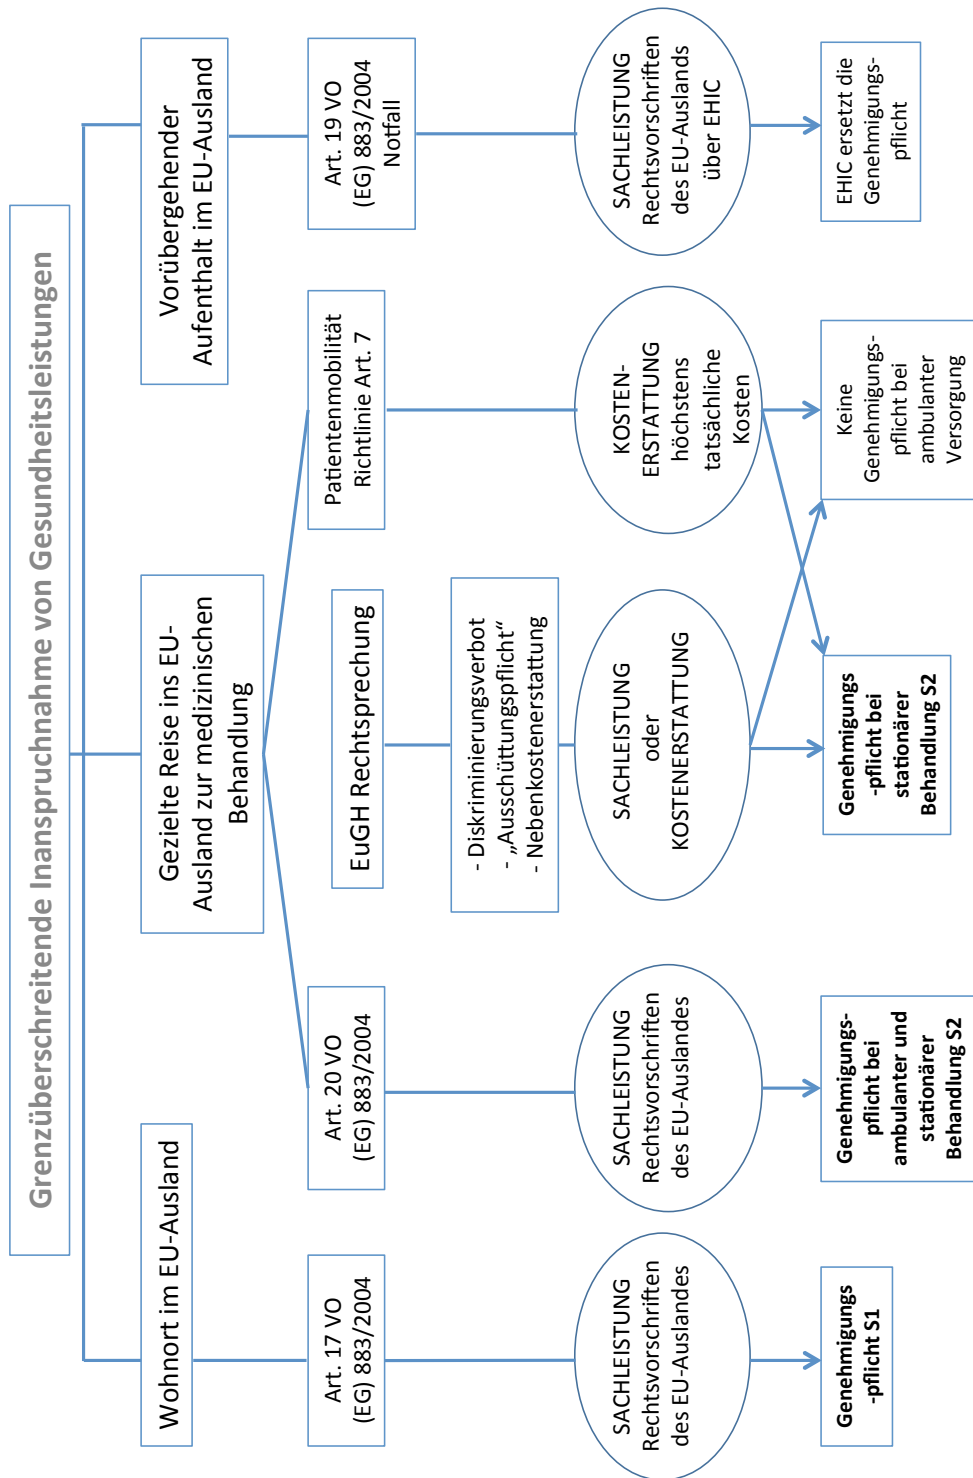 Grenzüberschreitende Inanspruchnahme von Gesundheitsleistungen
Wohnort im EU-Ausland
Gezielte Reise ins EU-
Ausland zur medizinischen
Behandlung
Vorübergehender
Aufenthalt im EU-Ausland
Art. 17 VO
(EG) 883/2004
Art. 20 VO
(EG) 883/2004
EuGH Rechtsprechung
Patientenmobilität
Richtlinie Art. 7
Art. 19 VO
(EG) 883/2004
Notfall
- Diskriminierungsverbot
- „Ausschüttungspflicht“
- Nebenkostenerstattung
SACHLEISTUNG
Rechtsvorschriften
des EU-Auslandes
SACHLEISTUNG
Rechtsvorschriften
des EU-Auslandes
SACHLEISTUNG
oder
KOSTENERSTATTUNG
KOSTEN-
ERSTATTUNG
höchstens
tatsächliche
Kosten
SACHLEISTUNG
Rechtsvorschriften
des EU-Auslands
über EHIC
Genehmigungs
-pflicht S1
Genehmigungs-
pflicht bei
ambulanter und
stationärer
Behandlung S2
Genehmigungs
-pflicht bei
stationärer
Behandlung S2
Keine
Genehmigungs-
pflicht bei
ambulanter
Versorgung
EHIC ersetzt die
Genehmigungs-
pflicht